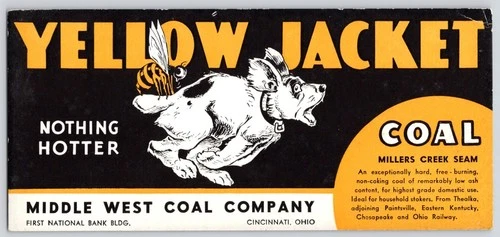 YELLOW JACKET
NOTHING
HOTTER
COAL
MILLERS CREEK SEAM
An exceptionally hard, free-burning,
non-coking coal of remarkably low ash
content, for highest grade domestic use.
Ideal for household stokers. From Thealka,
adjoining Paintsville, Eastern Kentucky,
Chesapeake and Ohio Railway.
MIDDLE WEST COAL COMPANY
FIRST NATIONAL BANK BLDG. CINCINNATI, OHIO